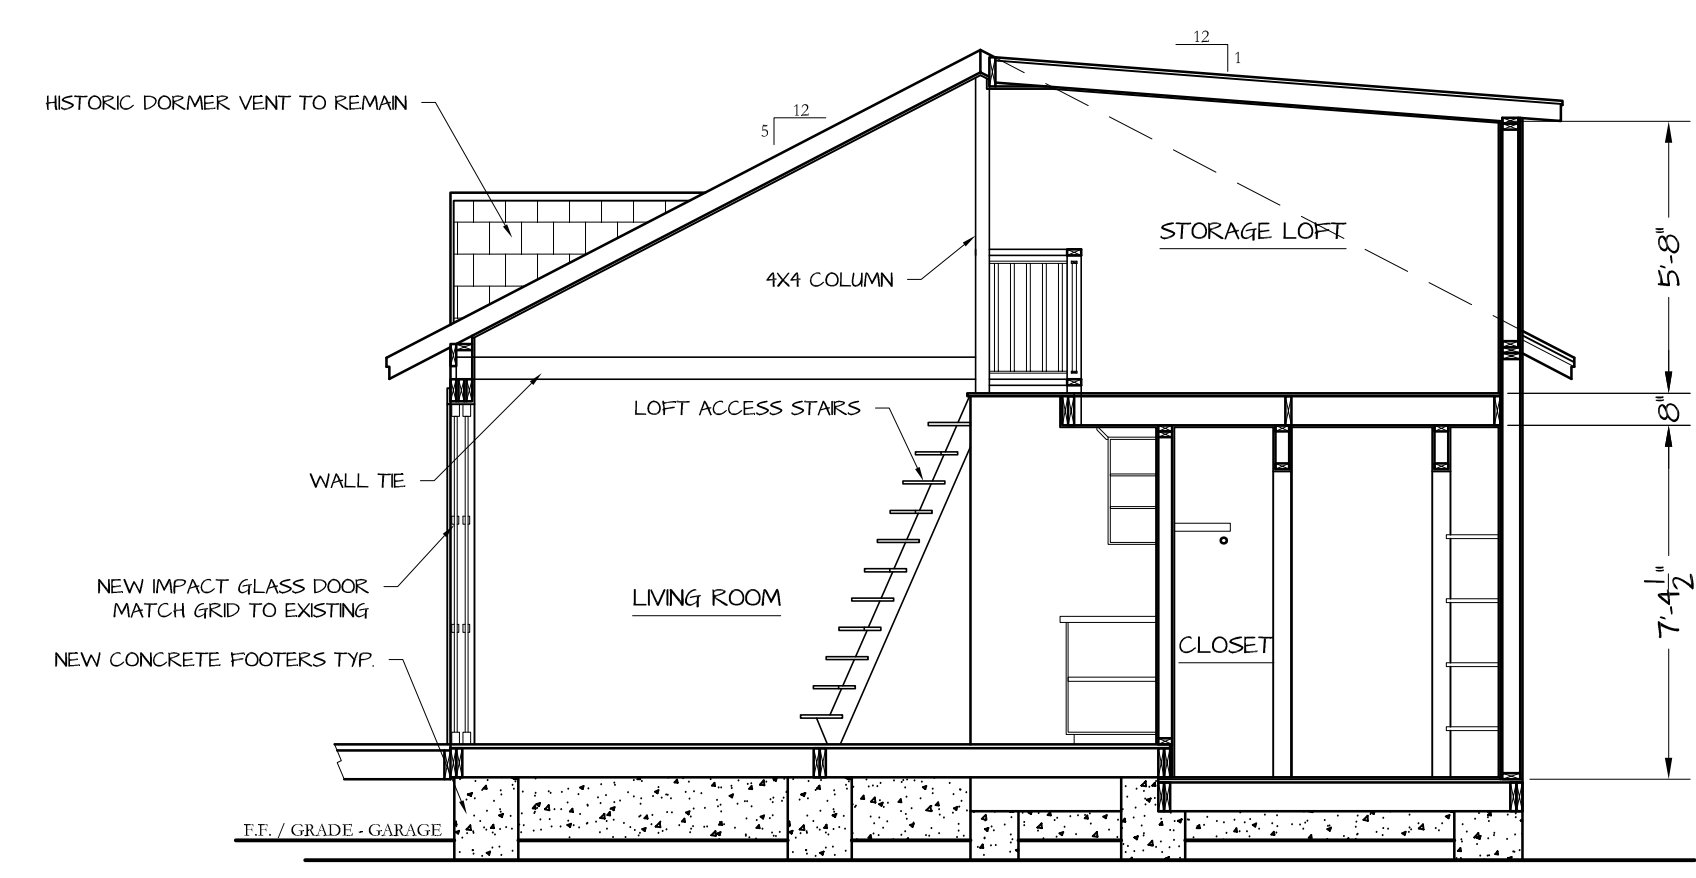 12
1
HISTORIC DORMER VENT TO REMAIN
12
5
STORAGE LOFT
5'-8"
4X4 COLUMN
LOFT ACCESS STAIRS
8"
WALL TIE
NEW IMPACT GLASS DOOR
MATCH GRID TO EXISTING
LIVING ROOM
7'-4 1/2"
CLOSET
NEW CONCRETE FOOTERS TYP.
F.F. / GRADE - GARAGE